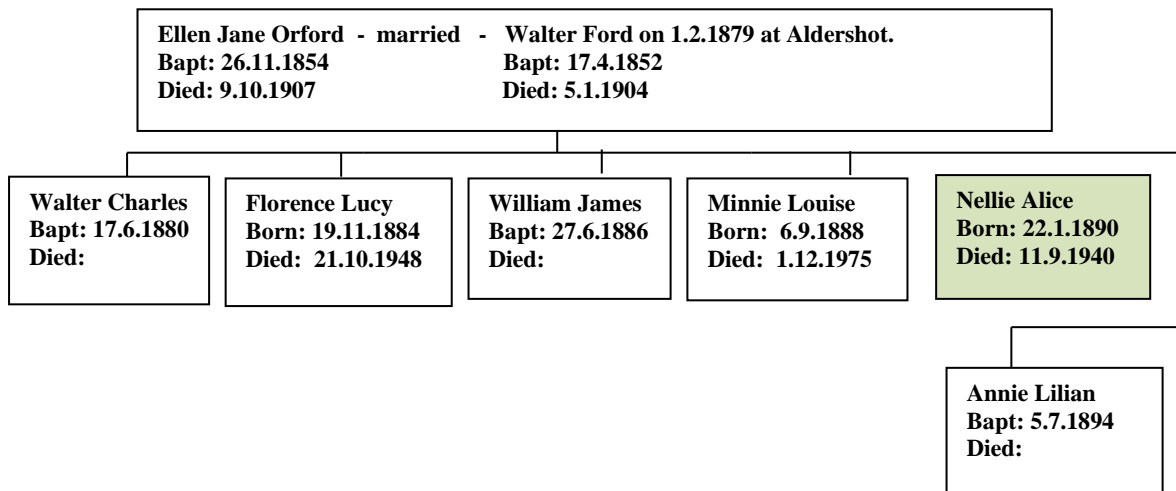 Ellen Jane Orford - married - Walter Ford on 1.2.1879 at Aldershot.
Bapt: 26.11.1854 Bapt: 17.4.1852
Died: 9.10.1907 Died: 5.1.1904
Walter Charles
Bapt: 17.6.1880
Died:
Florence Lucy
Born: 19.11.1884
Died: 21.10.1948
William James
Bapt: 27.6.1886
Died:
Minnie Louise
Born: 6.9.1888
Died: 1.12.1975
Nellie Alice
Born: 22.1.1890
Died: 11.9.1940
Annie Lilian
Bapt: 5.7.1894
Died: